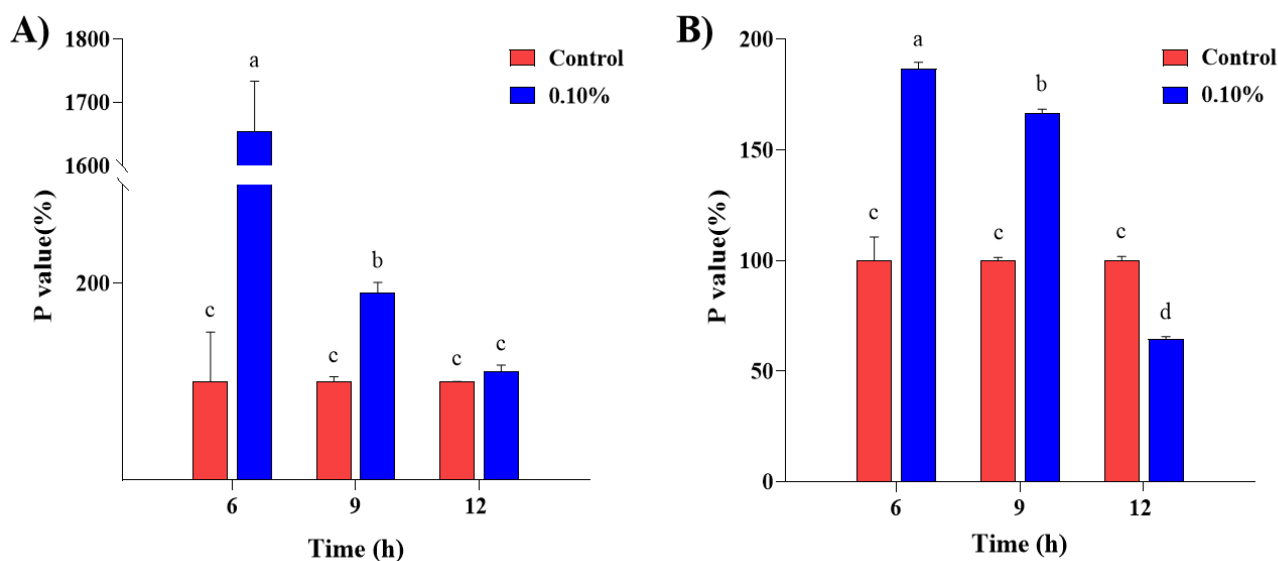 A)
1800
1700
1600
200
P value(%)
a
c
b
c
c
c
Control
0.10%
6
9
12
Time (h)
B)
200
150
100
50
0
P value(%)
a
c
b
c
c
d
Control
0.10%
6
9
12
Time (h)